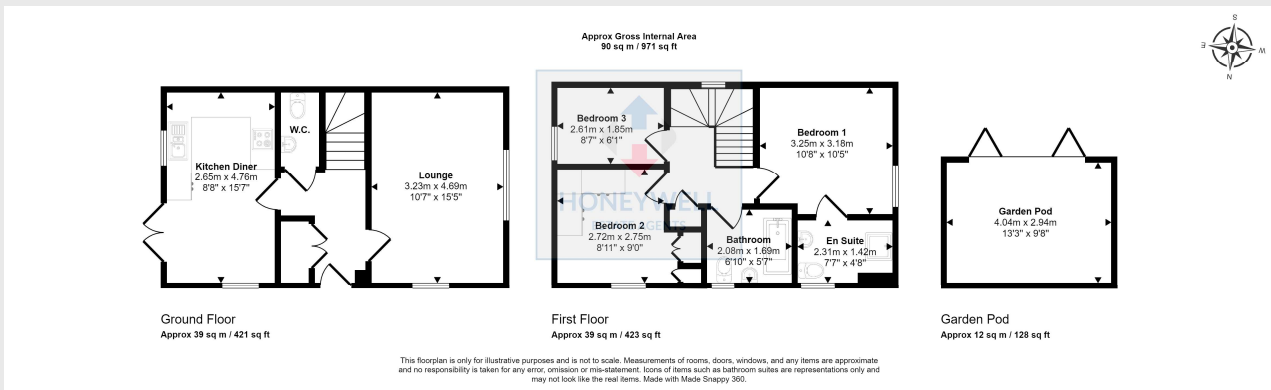 Approx Gross Internal Area
90 sq m / 971 sq ft
S
E
W
N
Kitchen Diner
2.65m x 4.76m
8'8" x 15'7"
W.C.
Lounge
3.23m x 4.69m
10'7" x 15'5"
Ground Floor
Approx 39 sq m / 421 sq ft
Bedroom 3
2.61m x 1.85m
8'7" x 6'1"
Bedroom 1
3.25m x 3.18m
10'8" x 10'5"
HONEYWELL
ESTATE AGENTS
Bedroom 2
2.72m x 2.75m
8'11" x 9'0"
Bathroom
2.08m x 1.69m
6'10" x 5'7"
En Suite
2.31m x 1.42m
7'7" x 4'8"
First Floor
Approx 39 sq m / 423 sq ft
Garden Pod
4.04m x 2.94m
13'3" x 9'8"
Garden Pod
Approx 12 sq m / 128 sq ft
This floorplan is only for illustrative purposes and is not to scale. Measurements of rooms, doors, windows, and any items are approximate
and no responsibility is taken for any error, omission or mis-statement. Icons of items such as bathroom suites are representations only and
may not look like the real items. Made with Made Snappy 360.